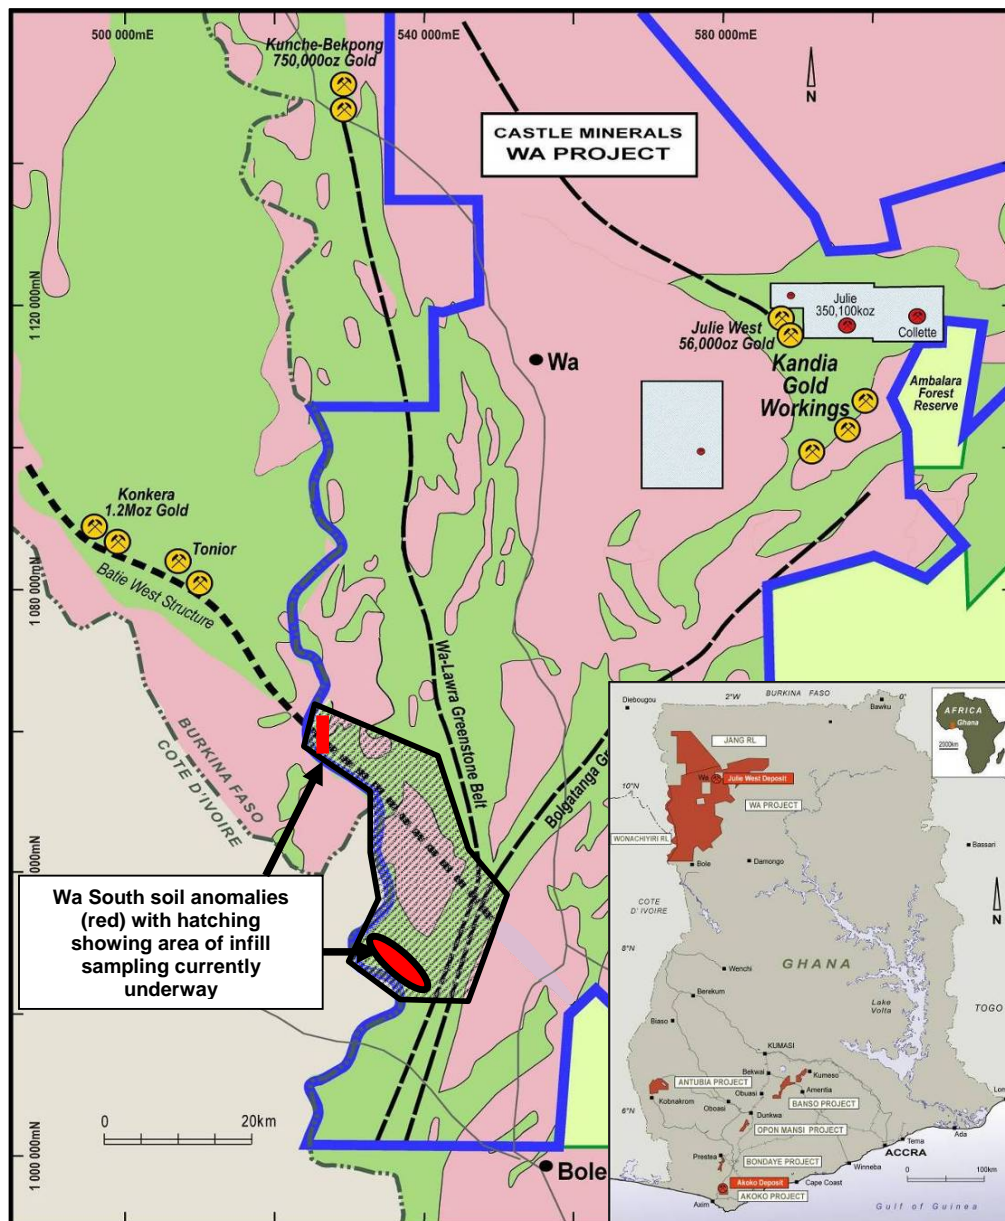 500 000mE
540 000mE
580 000mE
Kunche-Bekpong
750,000oz Gold
N
CASTLE MINERALS
WA PROJECT
1 120 000mN
Julie
350,100koz
Collette
Julie West
56,000oz Gold
Wa
Kandia
Gold
Workings
Ambalara
Forest
Reserve
Konkera
1.2Moz Gold
Tonior
Batie West Structure
1 080 000mN
Wa-Lawra Greenstone Belt
Bolgatanga Gr
BURKINA FASO
COTE D'IVOIRE
000mN
Wa South soil anomalies
(red) with hatching
showing area of infill
sampling currently
underway
0
20km
1 000 000mN
Bole
Diebougou
2°W
BURKINA FASO
0°
Bawku
AFRICA
Ghana
2000km
JANG RL
Wa
Julie West Deposit
10°N
WA PROJECT
WONACHIYIRI RL
Bole
Damongo
Bassari
N
COTE
D' IVOIRE
8°N
GHANA
Wenchi
Berekum
Biaso
Lake
Volta
TOGO
KUMASI
Bekwai
Kumeso
ANTUBIA PROJECT
Obuasi
Amentia
BANSO PROJECT
Kobnakrom
Oboasi
Dunkwa
6°N
OPON MANSI PROJECT
Lon
Ada
Tema
ACCRA
Prestea
BONDAYE PROJECT
Winneba
0
100km
Akoko Deposit
Cape Coast
AKOKO PROJECT
Axim
Gulf of Guinea